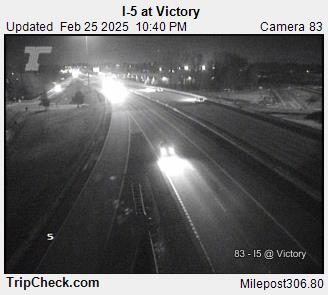 I-5 at Victory
Updated  Feb 25 2025  10:40 PM
Camera 83
S
83 - I5 @ Victory
TripCheck.com
Milepost306.80